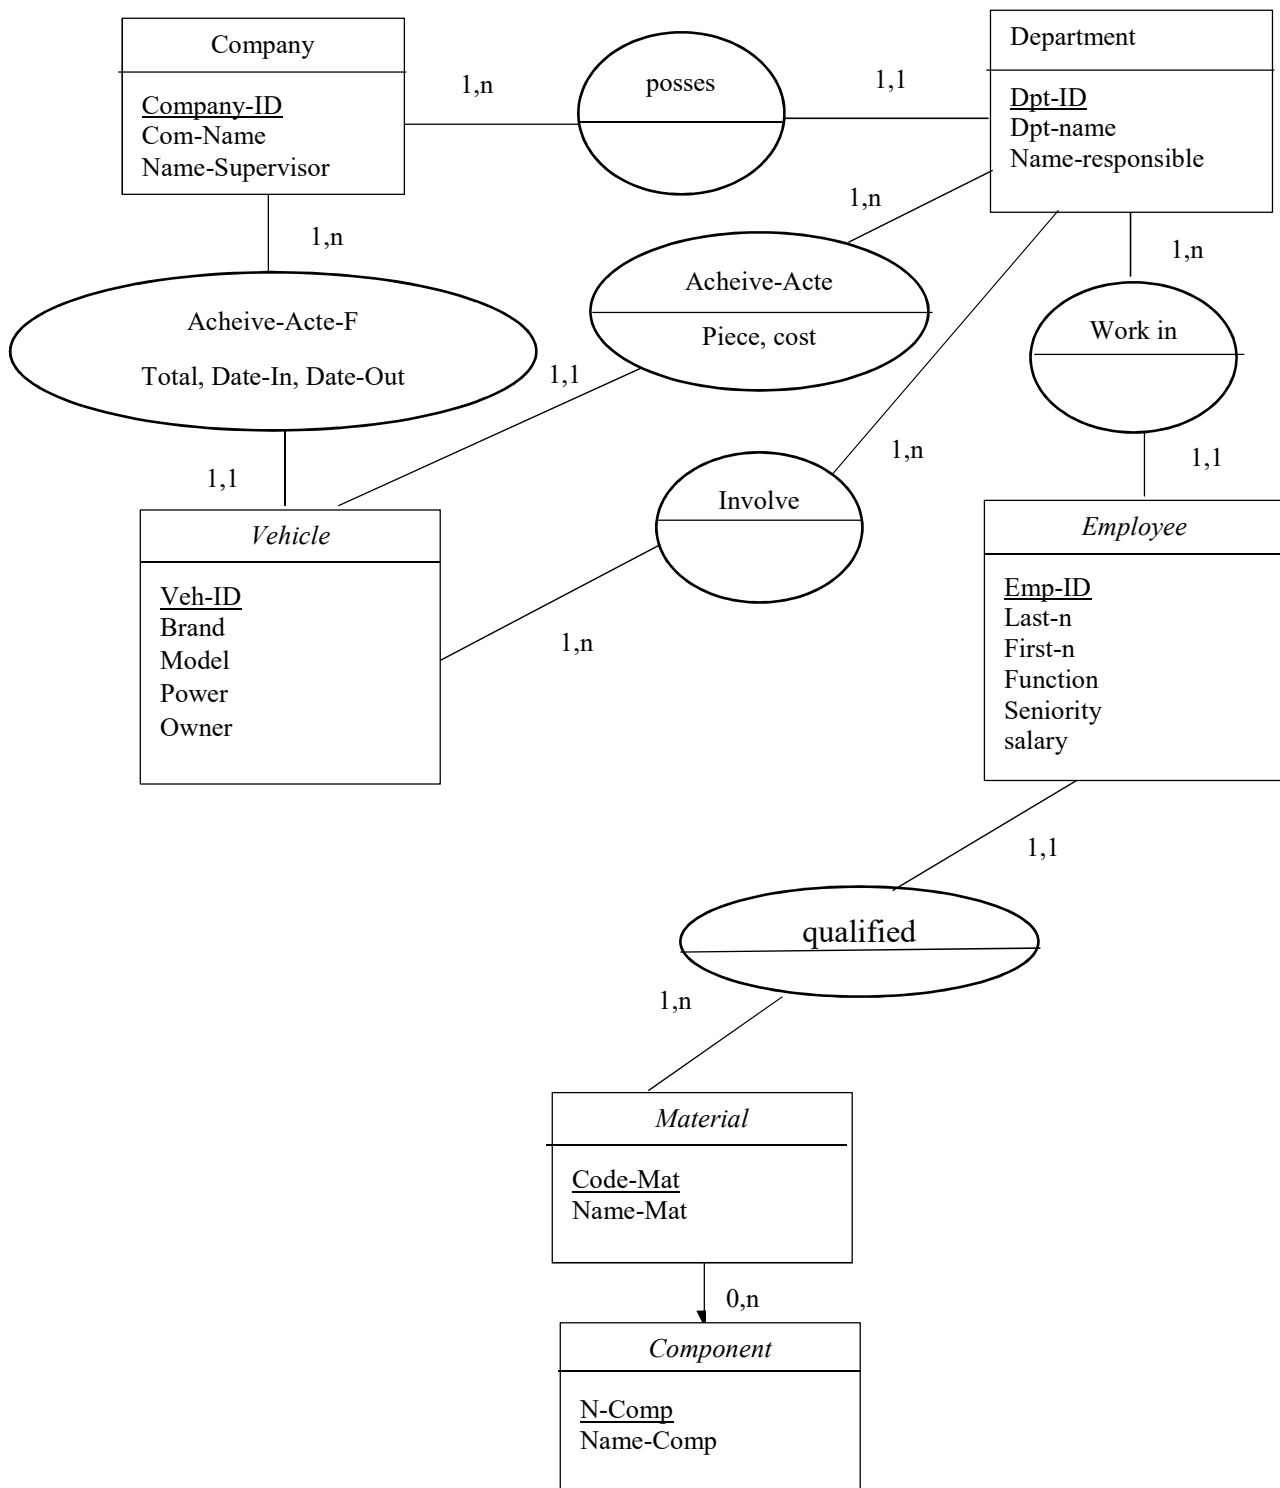 Company
Company-ID
Com-Name
Name-Supervisor
1,n
posses
1,1
Department
Dpt-ID
Dpt-name
Name-responsible
1,n
Acheive-Acte-F
Total, Date-In, Date-Out
1,1
1,n
Acheive-Acte
Piece, cost
1,1
1,n
Work in
1,1
1,n
Involve
1,n
Vehicle
Veh-ID
Brand
Model
Power
Owner
Employee
Emp-ID
Last-n
First-n
Function
Seniority
salary
1,1
qualified
1,n
Material
Code-Mat
Name-Mat
0,n
Component
N-Comp
Name-Comp